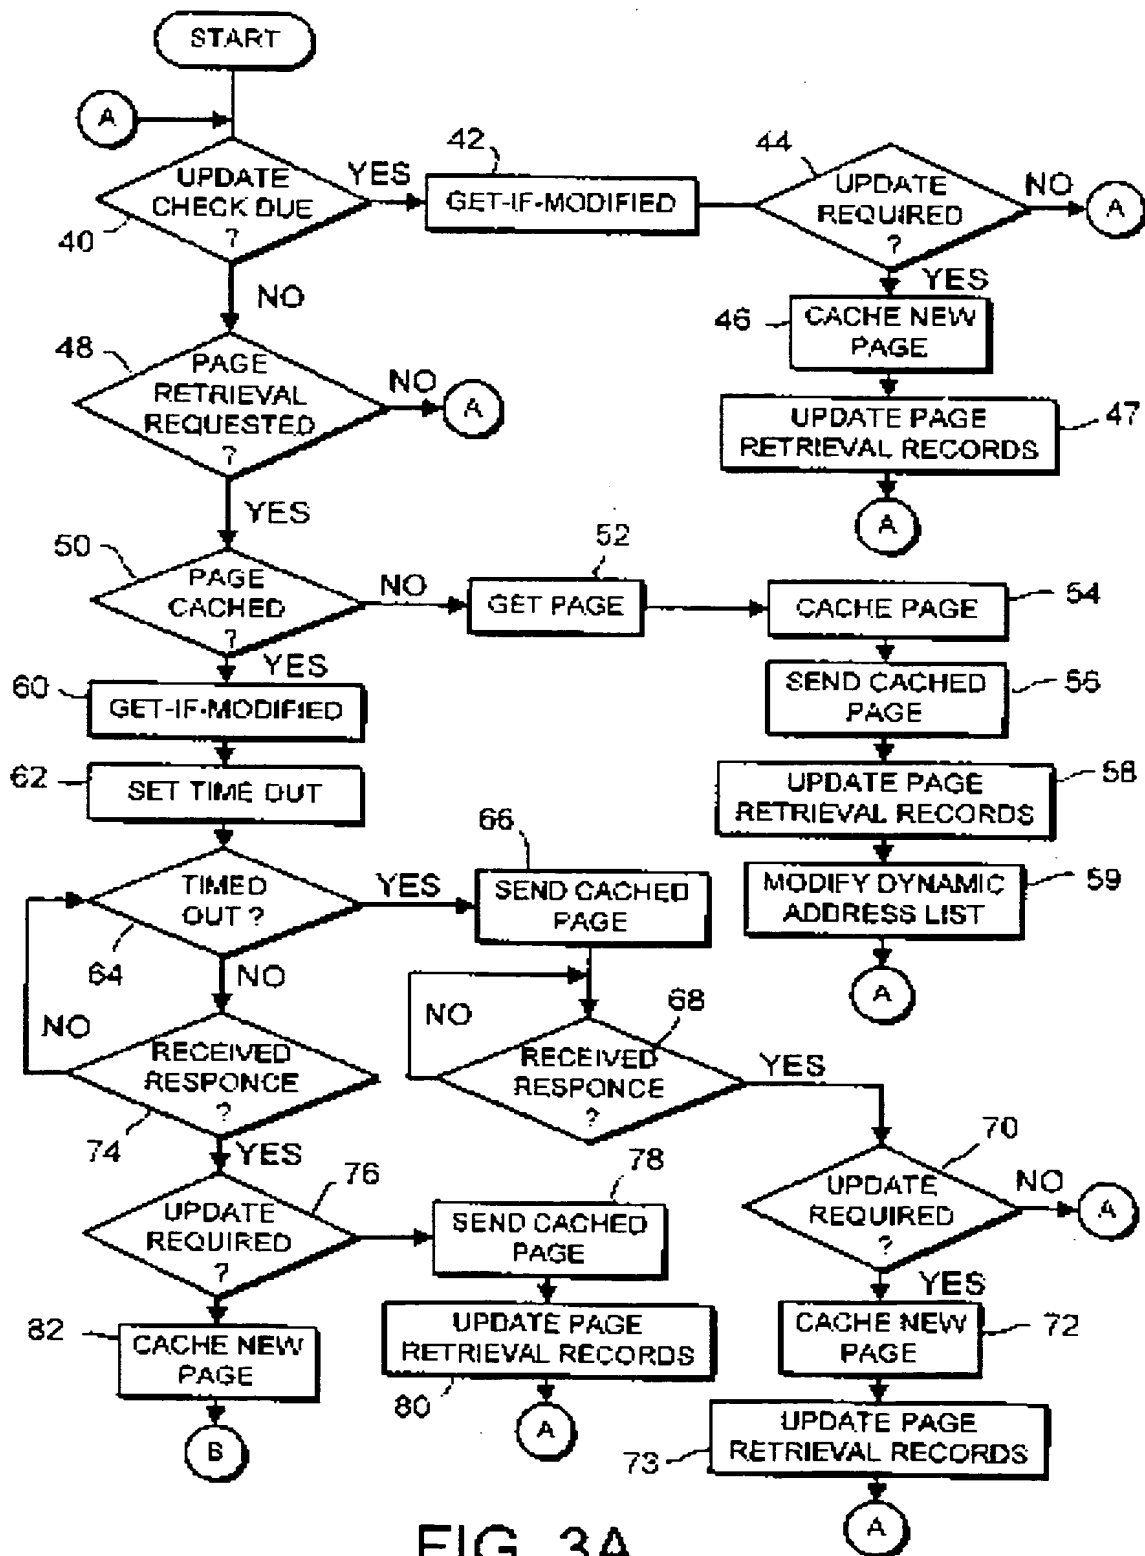 START
A
UPDATE
CHECK DUE
?
40
YES
42
GET-IF-MODIFIED
44
UPDATE
REQUIRED
?
NO
A
YES
46
CACHE NEW
PAGE
UPDATE PAGE
RETRIEVAL RECORDS
47
A
NO
48
PAGE
RETRIEVAL
REQUESTED
?
NO
A
YES
50
PAGE
CACHED
?
NO
52
GET PAGE
CACHE PAGE
54
SEND CACHED
PAGE
56
UPDATE PAGE
RETRIEVAL RECORDS
58
MODIFY DYNAMIC
ADDRESS LIST
59
A
YES
60
GET-IF-MODIFIED
62
SET TIME OUT
TIMED
OUT ?
64
YES
66
SEND CACHED
PAGE
NO
NO
RECEIVED
RESPONCE
?
74
NO
68
RECEIVED
RESPONCE
?
YES
70
UPDATE
REQUIRED
?
NO
A
YES
CACHE NEW
PAGE
72
UPDATE PAGE
RETRIEVAL RECORDS
73
A
YES
76
UPDATE
REQUIRED
?
78
SEND CACHED
PAGE
UPDATE PAGE
RETRIEVAL RECORDS
80
A
82
CACHE NEW
PAGE
B
FIG. 3A